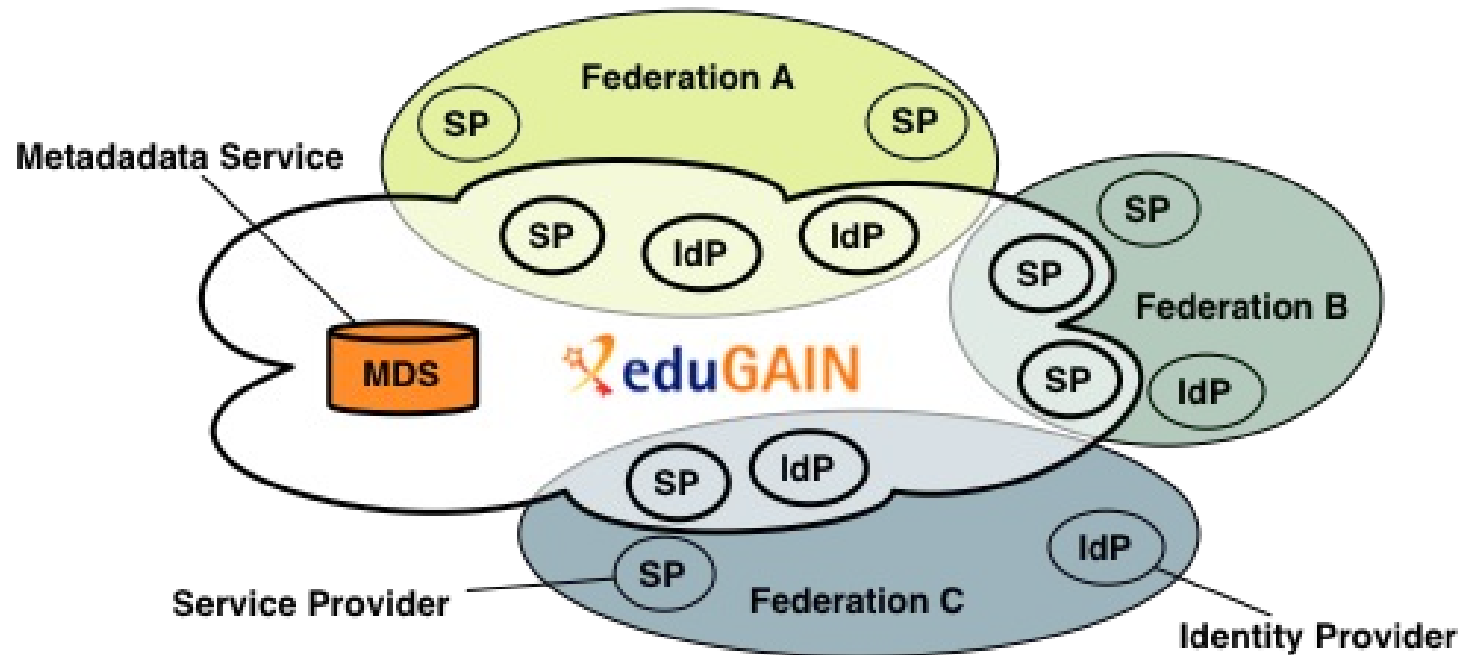 Federation A
SP
SP
Metadadata Service
SP
IdP
IdP
SP
SP
Federation B
MDS
eduGAIN
SP
IdP
SP
IdP
SP
IdP
Service Provider
Federation C
Identity Provider